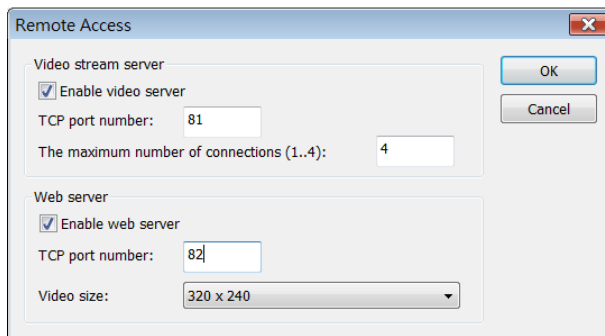 Remote Access
Video stream server
OK
Enable video server
Cancel
TCP port number: 81
The maximum number of connections (1..4): 4
Web server
Enable web server
TCP port number: 82
Video size: 320 x 240